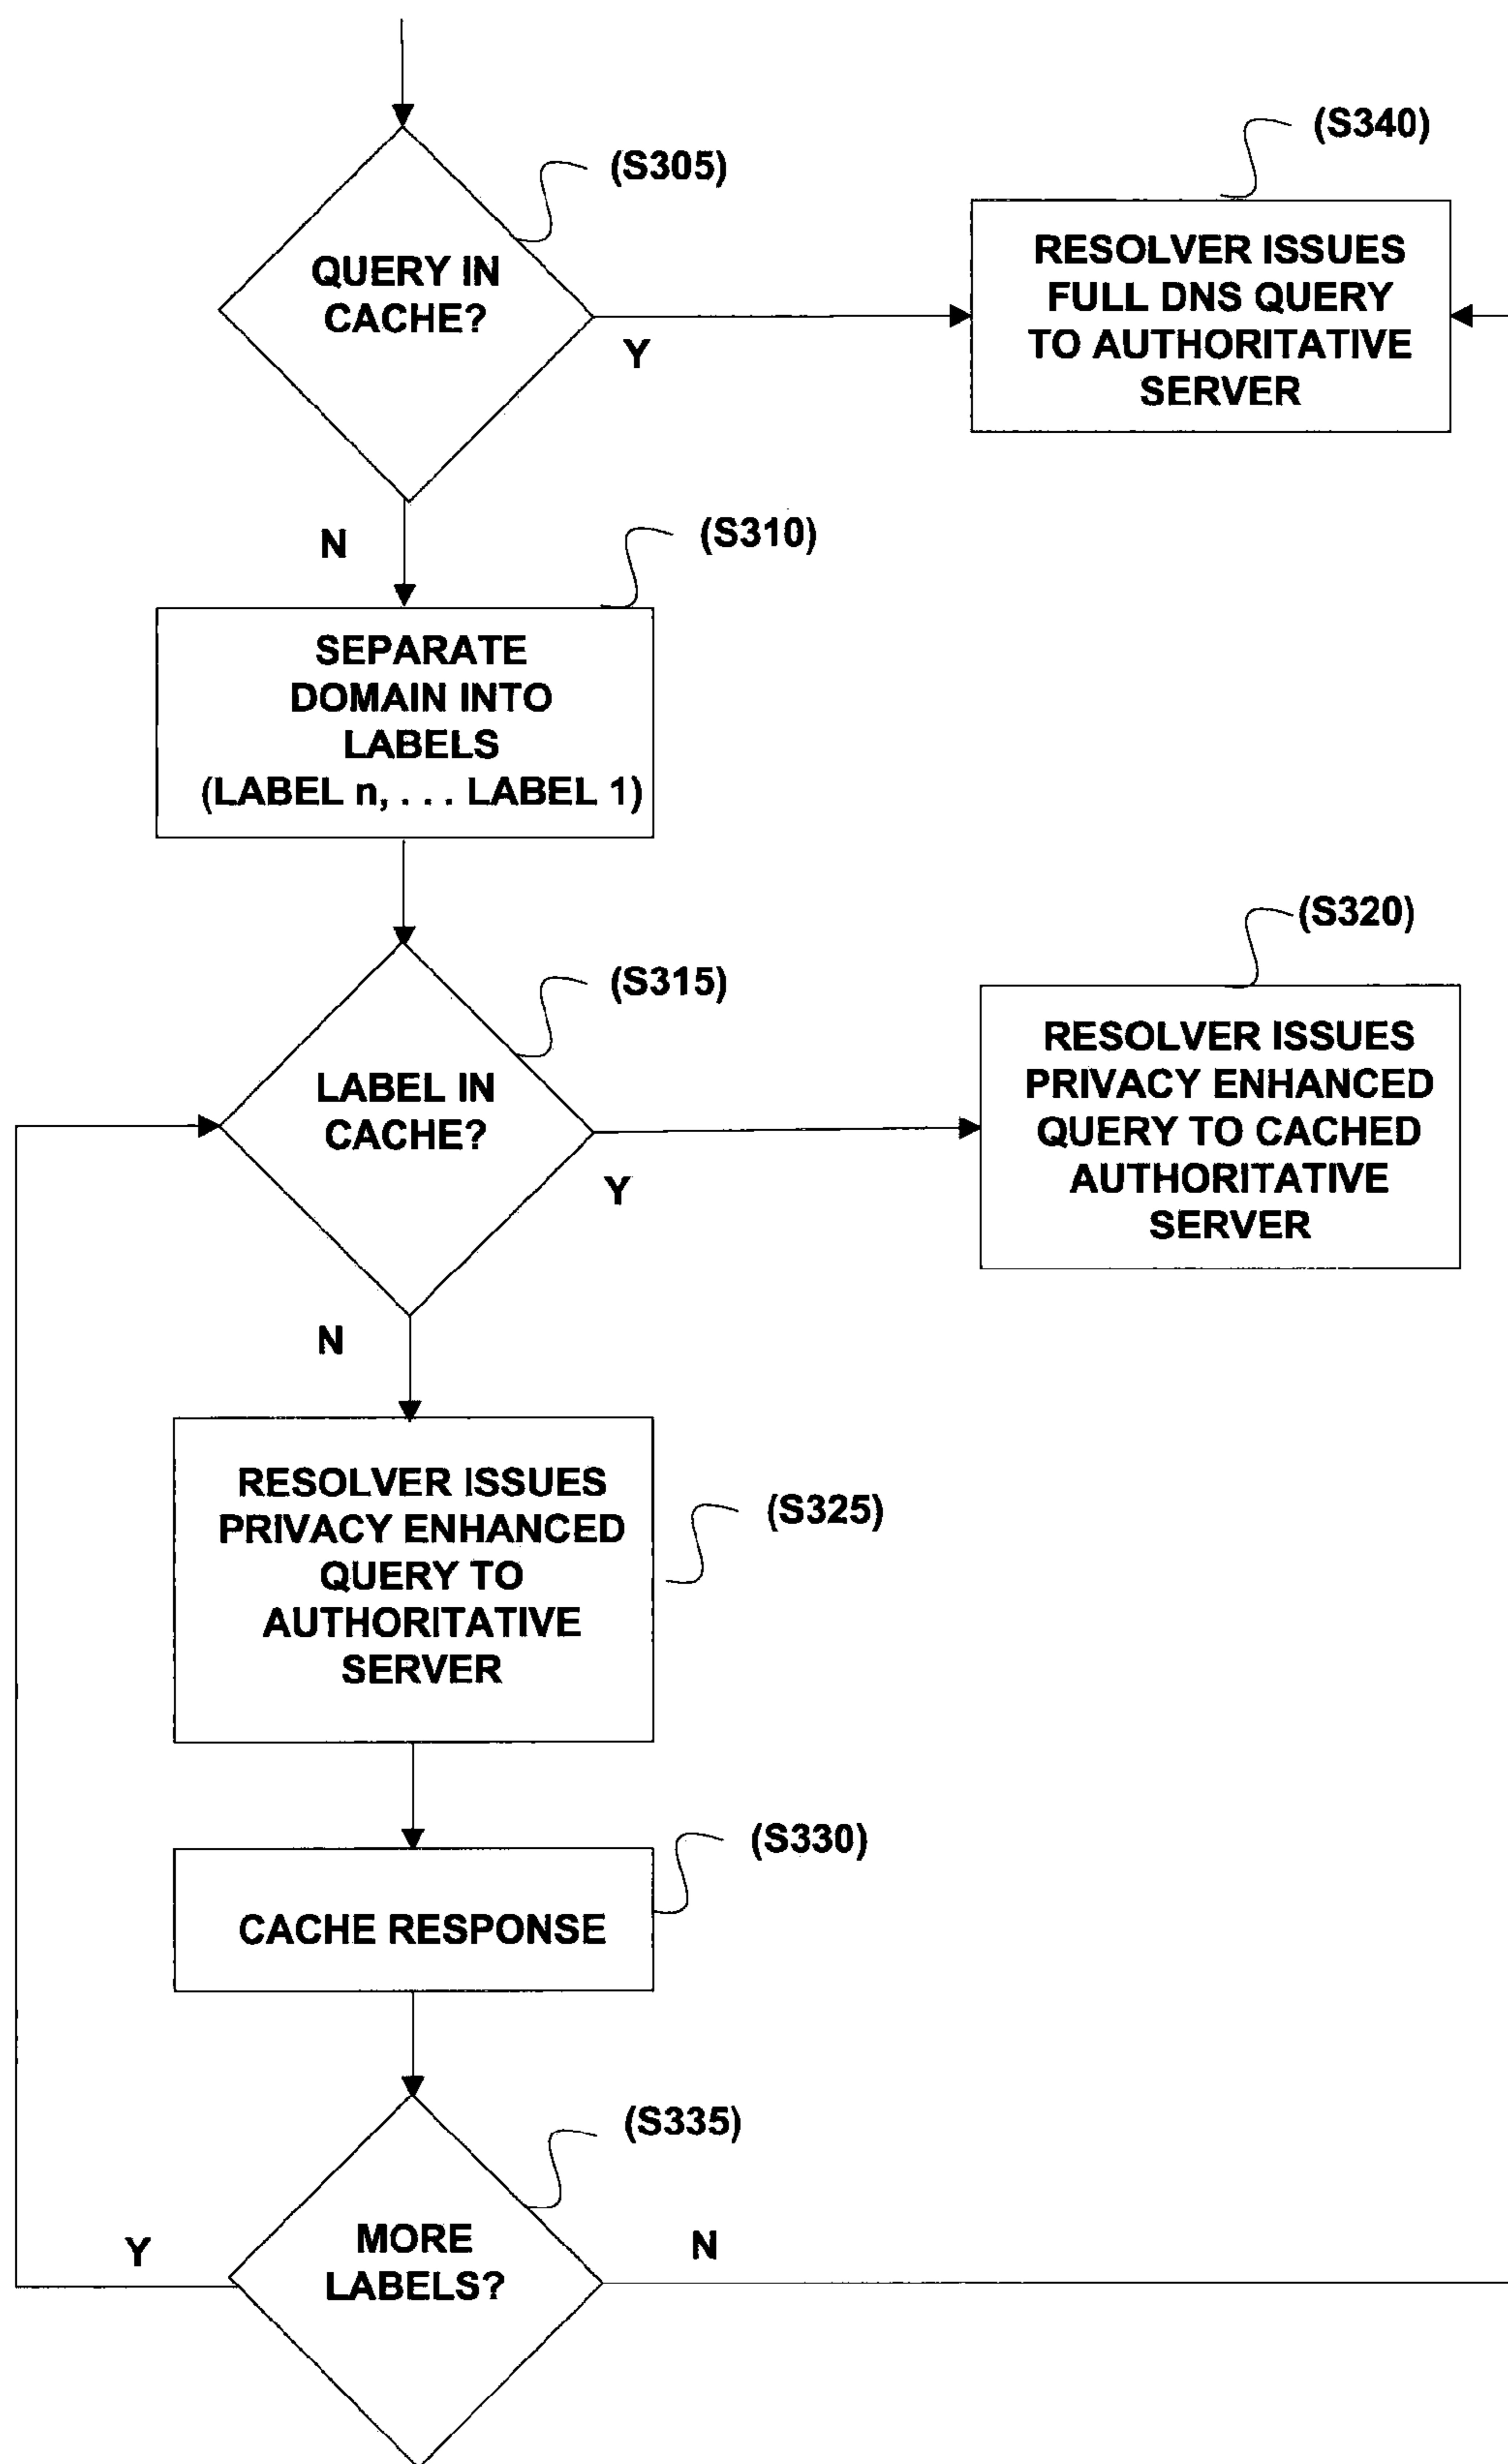 (S305)
QUERY IN
CACHE?
Y
N
(S340)
RESOLVER ISSUES
FULL DNS QUERY
TO AUTHORITATIVE
SERVER
(S310)
SEPARATE
DOMAIN INTO
LABELS
(LABEL n, . . . LABEL 1)
(S315)
LABEL IN
CACHE?
Y
N
(S320)
RESOLVER ISSUES
PRIVACY ENHANCED
QUERY TO CACHED
AUTHORITATIVE
SERVER
RESOLVER ISSUES
PRIVACY ENHANCED
QUERY TO
AUTHORITATIVE
SERVER
(S325)
CACHE RESPONSE
(S330)
(S335)
MORE
LABELS?
Y
N